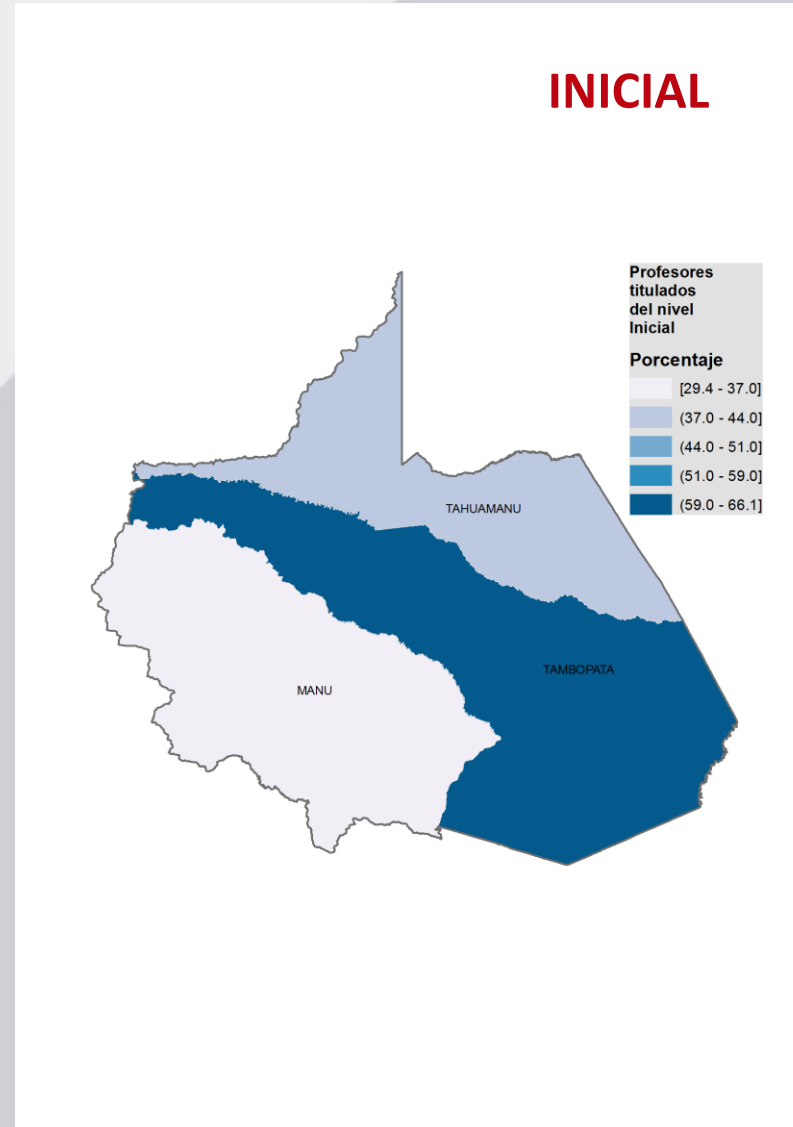 INICIAL
Profesores
titulados
del nivel
Inicial
Porcentaje
[29.4 - 37.0]
(37.0 - 44.0]
(44.0 - 51.0]
(51.0 - 59.0]
(59.0 - 66.1]
TAHUAMANU
TAMBOPATA
MANU